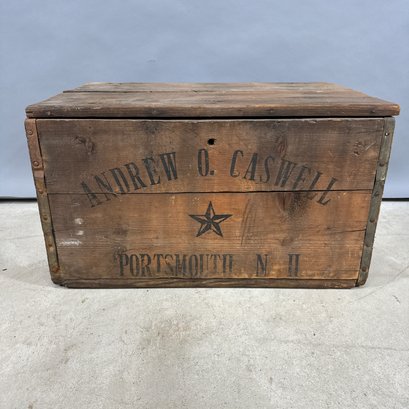 ANDREW O. CASWELL
PORTSMOUTH N H